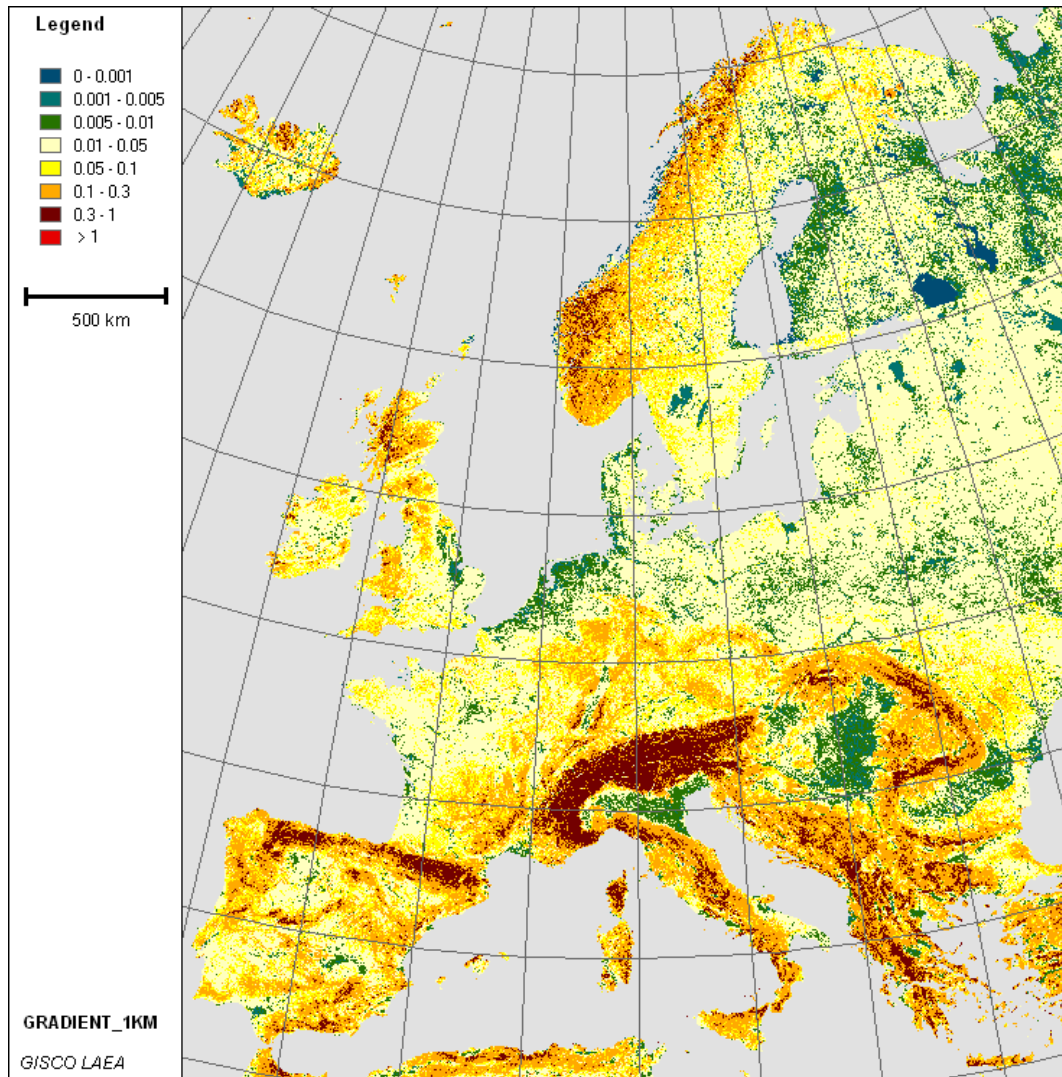 Legend
0 - 0.001
0.001 - 0.005
0.005 - 0.01
0.01 - 0.05
0.05 - 0.1
0.1 - 0.3
0.3 - 1
> 1
500 km
GRADIENT_1KM
GISCO LAEA